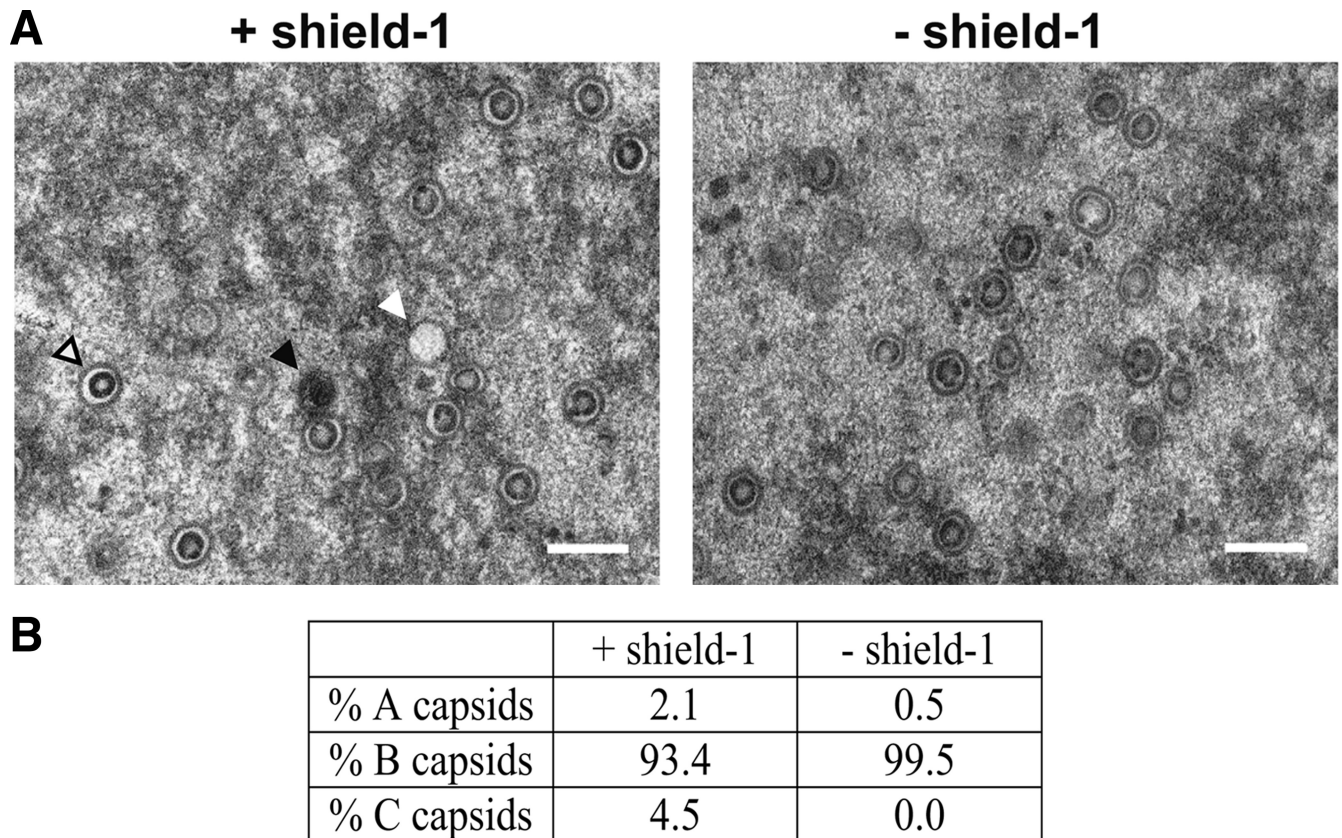 A
+ shield-1
- shield-1
B
+ shield-1 - shield-1
% A capsids 2.1 0.5
% B capsids 93.4 99.5
% C capsids 4.5 0.0